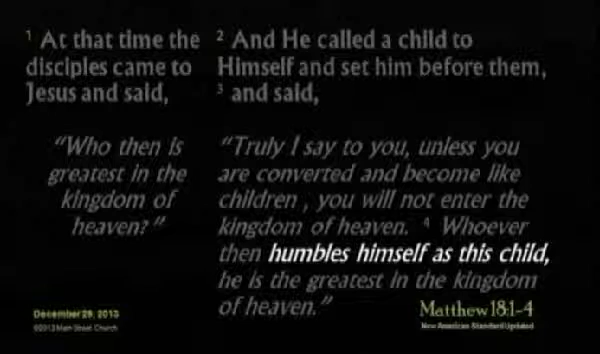 ¹ At that time the
disciples came to
Jesus and said,
"Who then is
greatest in the
kingdom of
heaven?"
² And He called a child to
Himself and set him before them,
³ and said,
"Truly I say to you, unless you
are converted and become like
children , you will not enter the
kingdom of heaven. ⁴ Whoever
then humbles himself as this child,
he is the greatest in the kingdom
of heaven."
December 29, 2013
©2013 Main Street Church
Matthew 18:1-4
New American Standard Updated